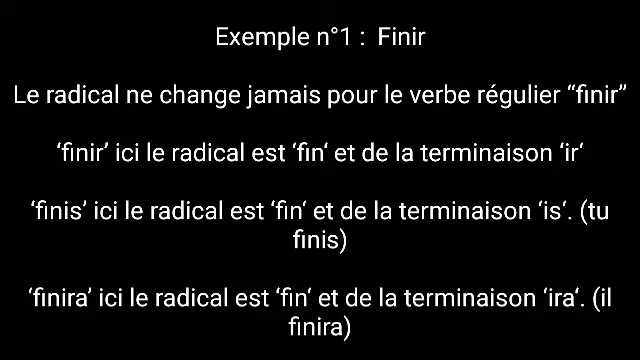 Exemple n°1 :  Finir
Le radical ne change jamais pour le verbe régulier “finir”
‘finir’ ici le radical est ‘fin‘ et de la terminaison ‘ir‘
‘finis’ ici le radical est ‘fin‘ et de la terminaison ‘is‘. (tu
finis)
‘finira’ ici le radical est ‘fin‘ et de la terminaison ‘ira‘. (il
finira)